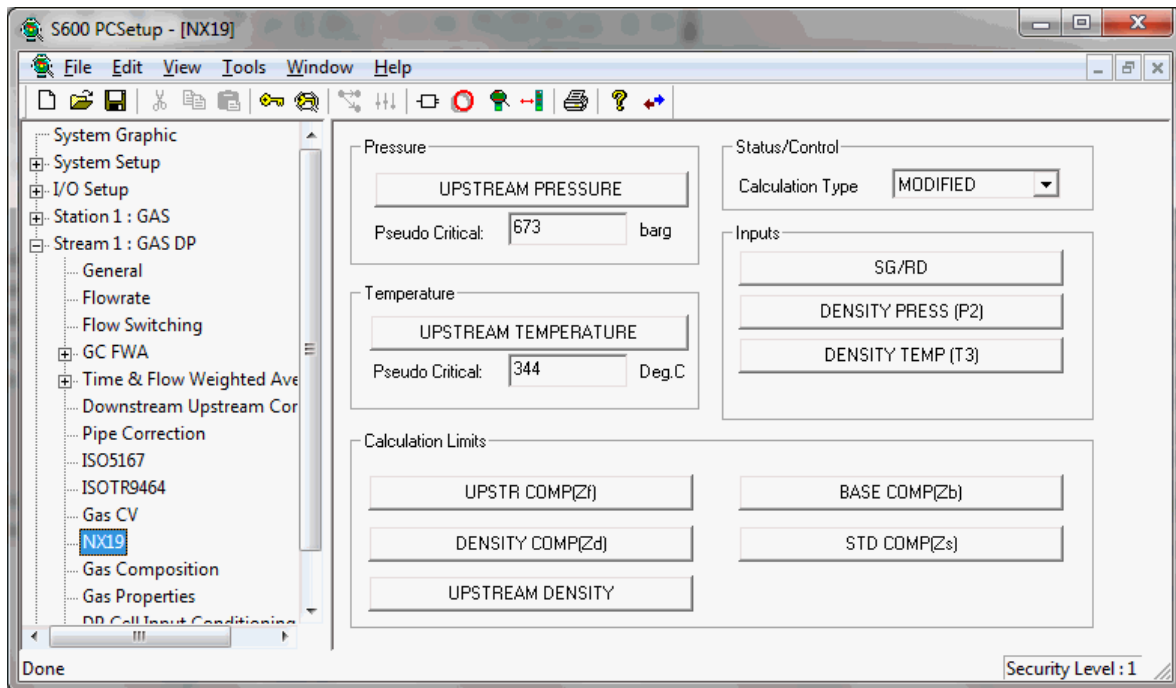 S600 PCSetup - [NX19]
File Edit View Tools Window Help
System Graphic
System Setup
I/O Setup
Station 1 : GAS
Stream 1 : GAS DP
General
Flowrate
Flow Switching
GC FWA
Time & Flow Weighted Ave
Downstream Upstream Cor
Pipe Correction
ISO5167
ISOTR9464
Gas CV
NX19
Gas Composition
Gas Properties
DP Cell Input Conditioning
Pressure
UPSTREAM PRESSURE
Pseudo Critical: 673 barg
Temperature
UPSTREAM TEMPERATURE
Pseudo Critical: 344 Deg.C
Status/Control
Calculation Type MODIFIED
Inputs
SG/RD
DENSITY PRESS (P2)
DENSITY TEMP (T3)
Calculation Limits
UPSTR COMP(Zf) BASE COMP(Zb)
DENSITY COMP(Zd) STD COMP(Zs)
UPSTREAM DENSITY
Done Security Level : 1